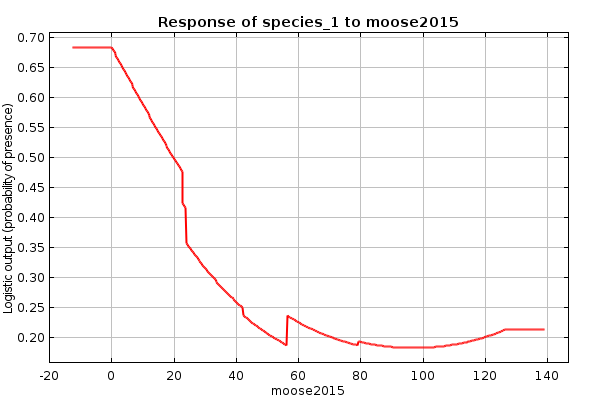 Response of species_1 to moose2015
Logistic output (probability of presence)
0.70
0.65
0.60
0.55
0.50
0.45
0.40
0.35
0.30
0.25
0.20
-20 0 20 40 60 80 100 120 140
moose2015